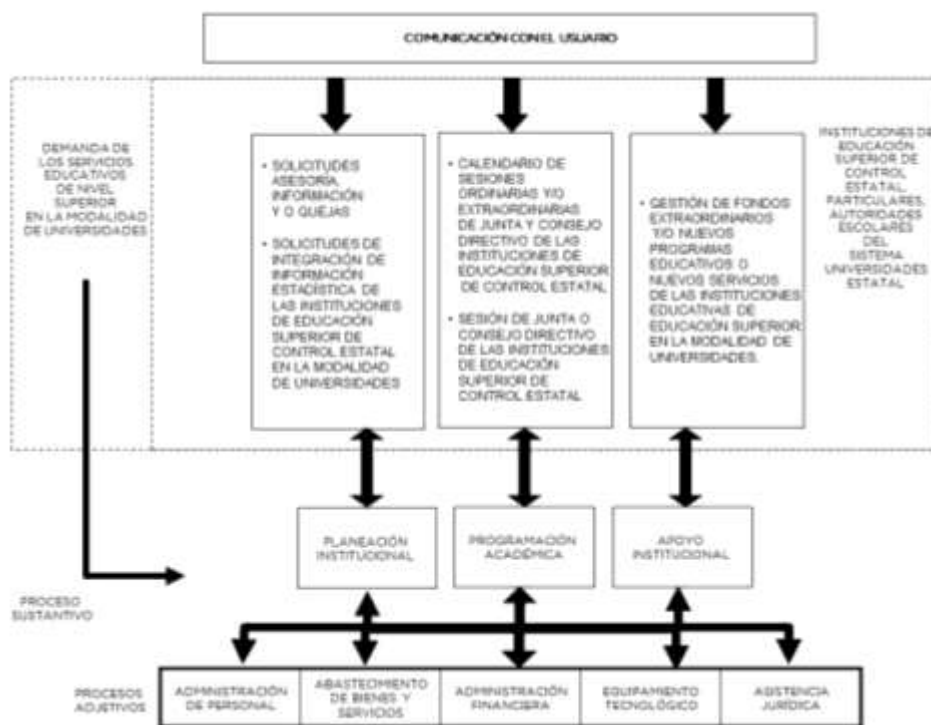 COMUNICACIÓN CON EL USUARIO
DEMANDA DE
LOS SERVICIOS
EDUCATIVOS
DE NIVEL
SUPERIOR
EN LA MODALIDAD
DE UNIVERSIDADES
• SOLICITUDES
ASESORÍA,
INFORMACIÓN
Y O QUEJAS
• SOLICITUDES DE
INTEGRACIÓN DE
INFORMACIÓN
ESTADÍSTICA DE
LAS INSTITUCIONES
DE EDUCACIÓN
SUPERIOR DE
CONTROL ESTATAL
EN LA MODALIDAD
DE UNIVERSIDADES
• CALENDARIO DE
SESIONES
ORDINARIAS Y/O
EXTRAORDINARIAS
DE JUNTA Y CONSEJO
DIRECTIVO DE LAS
INSTITUCIONES DE
EDUCACIÓN SUPERIOR
DE CONTROL ESTATAL
• SESIÓN DE JUNTA O
CONSEJO DIRECTIVO
DE LAS INSTITUCIONES
DE EDUCACIÓN
SUPERIOR DE
CONTROL ESTATAL
• GESTIÓN DE FONDOS
EXTRAORDINARIOS
Y/O NUEVOS
PROGRAMAS
EDUCATIVOS O
NUEVOS SERVICIOS
DE LAS INSTITUCIONES
EDUCATIVAS DE
EDUCACIÓN SUPERIOR
EN LA MODALIDAD DE
UNIVERSIDADES.
INSTITUCIONES DE
EDUCACIÓN
SUPERIOR DE
CONTROL
ESTATAL,
PARTICULARES,
AUTORIDADES
ESCOLARES
DEL
SISTEMA
UNIVERSIDADES
ESTATAL
PLANEACIÓN
INSTITUCIONAL
PROGRAMACIÓN
ACADÉMICA
APOYO
INSTITUCIONAL
PROCESO
SUSTANTIVO
PROCESOS
ADJETIVOS
ADMINISTRACIÓN
DE PERSONAL
ABASTECIMIENTO
DE BIENES Y
SERVICIOS
ADMINISTRACIÓN
FINANCIERA
EQUIPAMIENTO
TECNOLÓGICO
ASISTENCIA
JURÍDICA